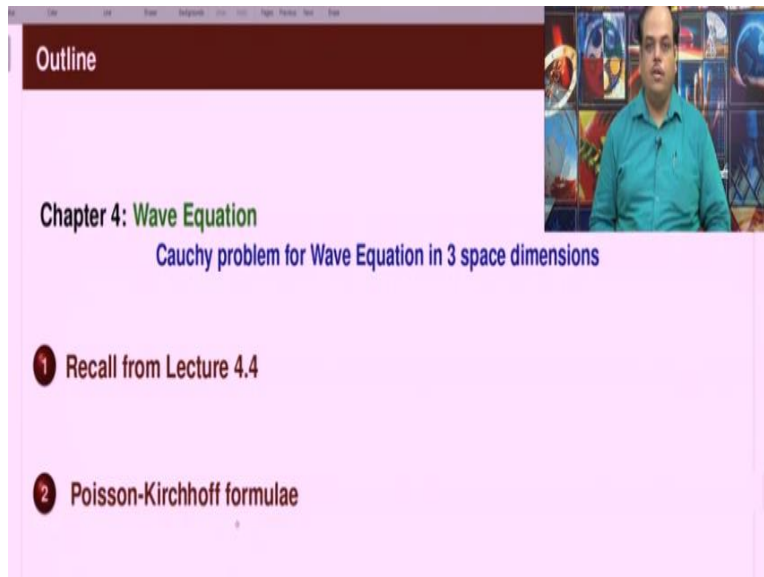 Outline
Chapter 4: Wave Equation
Cauchy problem for Wave Equation in 3 space dimensions
1 Recall from Lecture 4.4
2 Poisson-Kirchhoff formulae